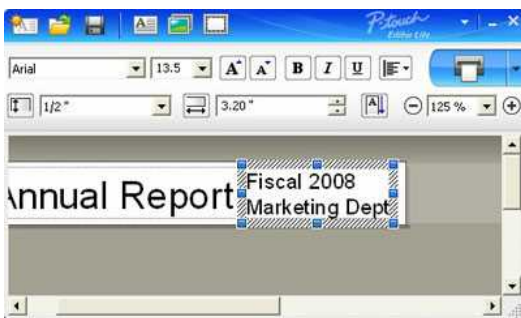 P-touch
Editor Lite
Arial 13.5 A A B I U
1/2" 3.20" A 125 %
Annual Report
Fiscal 2008
Marketing Dept